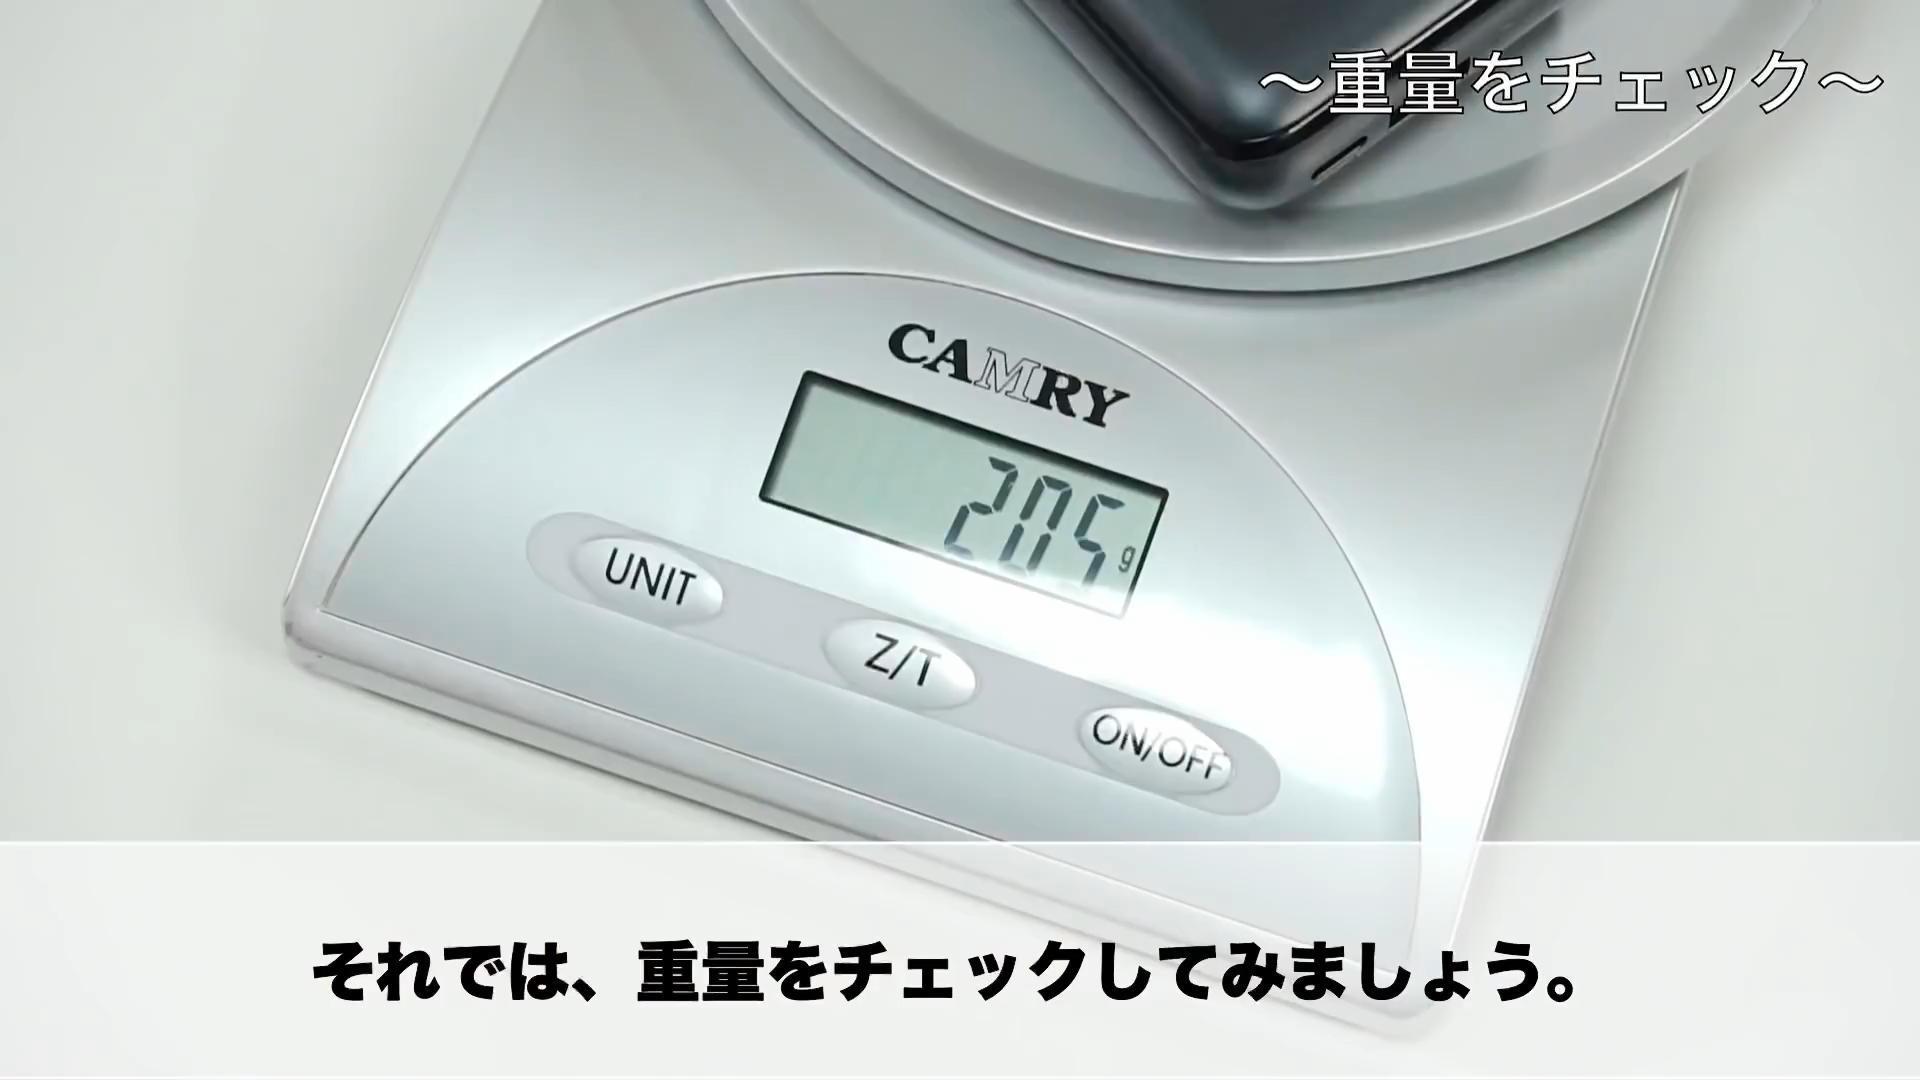 〜重量をチェック〜
CAMRY
205g
UNIT
Z/T
ON/OFF
それでは、重量をチェックしてみましょう。